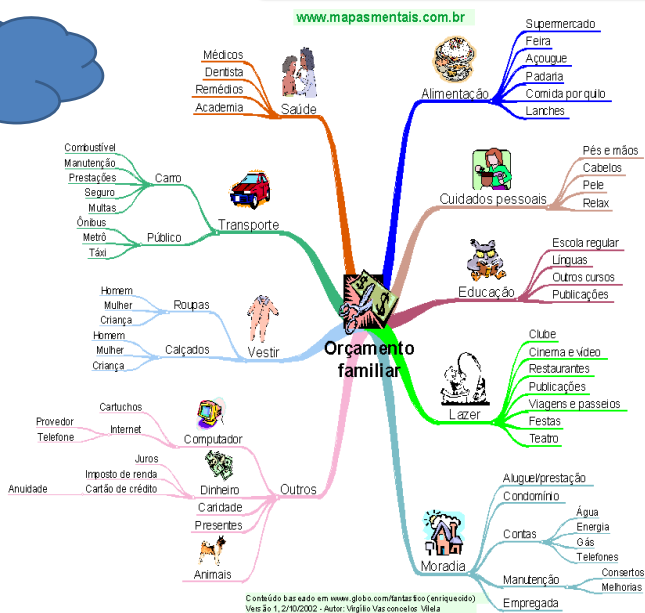 www.mapasmentais.com.br
Médicos
Dentista
Remédios
Academia
Saúde
Supermercado
Feira
Açougue
Padaria
Comida por quilo
Lanches
Alimentação
Combustível
Manutenção
Prestações
Seguro
Multas
Carro
Ônibus
Metrô
Táxi
Público
Transporte
Pés e mãos
Cabelos
Pele
Relax
Cuidados pessoais
Escola regular
Línguas
Outros cursos
Publicações
Educação
Homem
Mulher
Criança
Roupas
Homem
Mulher
Criança
Calçados
Vestir
Orçamento
familiar
Clube
Cinema e vídeo
Restaurantes
Publicações
Viagens e passeios
Festas
Teatro
Lazer
Cartuchos
Provedor
Telefone
Internet
Computador
Juros
Imposto de renda
Anuidade
Cartão de crédito
Dinheiro
Caridade
Presentes
Animais
Outros
Aluguel/prestação
Condomínio
Água
Energia
Gás
Telefones
Contas
Consertos
Melhorias
Manutenção
Empregada
Moradia
Conteúdo baseado em www.globo.com/fantastico (enriquecido)
Versão 1, 2/10/2002 - Autor: Virgílio Vasconcelos Vilela